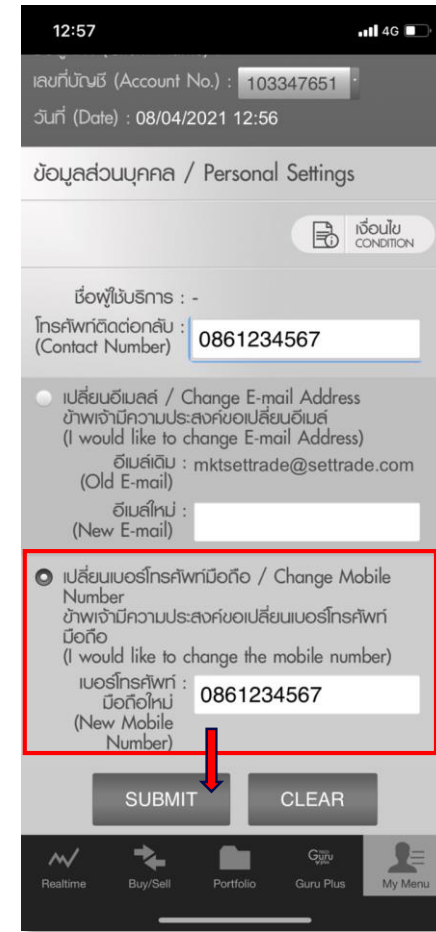 12:57
4G
เลขที่บัญชี (Account No.) : 103347651
วันที่ (Date) : 08/04/2021 12:56
ข้อมูลส่วนบุคคล / Personal Settings
เงื่อนไข
CONDITION
ชื่อผู้ใช้บริการ : -
โทรศัพท์ติดต่อกลับ :
(Contact Number)
0861234567
เปลี่ยนอีเมลล์ / Change E-mail Address
ข้าพเจ้ามีความประสงค์ขอเปลี่ยนอีเมล์
(I would like to change E-mail Address)
อีเมล์เดิม : mktsettrade@settrade.com
(Old E-mail)
อีเมลใหม่ :
(New E-mail)
เปลี่ยนเบอร์โทรศัพท์มือถือ / Change Mobile
Number
ข้าพเจ้ามีความประสงค์ขอเปลี่ยนเบอร์โทรศัพท์
มือถือ
(I would like to change the mobile number)
เบอร์โทรศัพท์ :
มือถือใหม่
(New Mobile
Number)
0861234567
SUBMIT CLEAR
Realtime Buy/Sell Portfolio Guru Plus My Menu